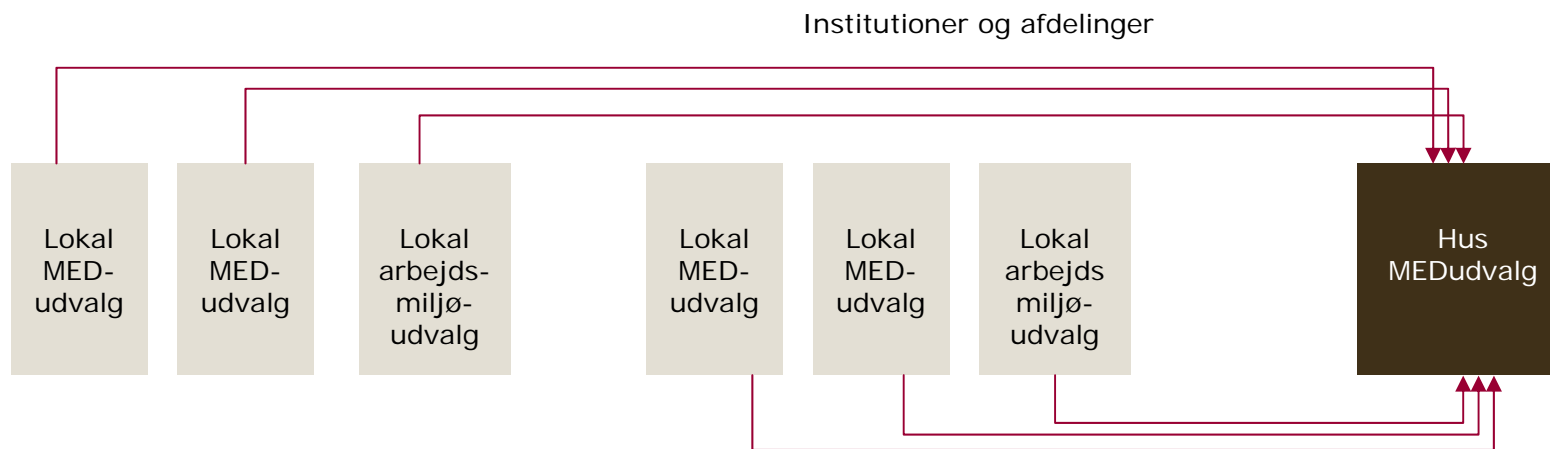 Institutioner og afdelinger
Lokal
MED-
udvalg
Lokal
MED-
udvalg
Lokal
arbejds-
miljø-
udvalg
Lokal
MED-
udvalg
Lokal
MED-
udvalg
Lokal
arbejds
miljø-
udvalg
Hus
MEDudvalg